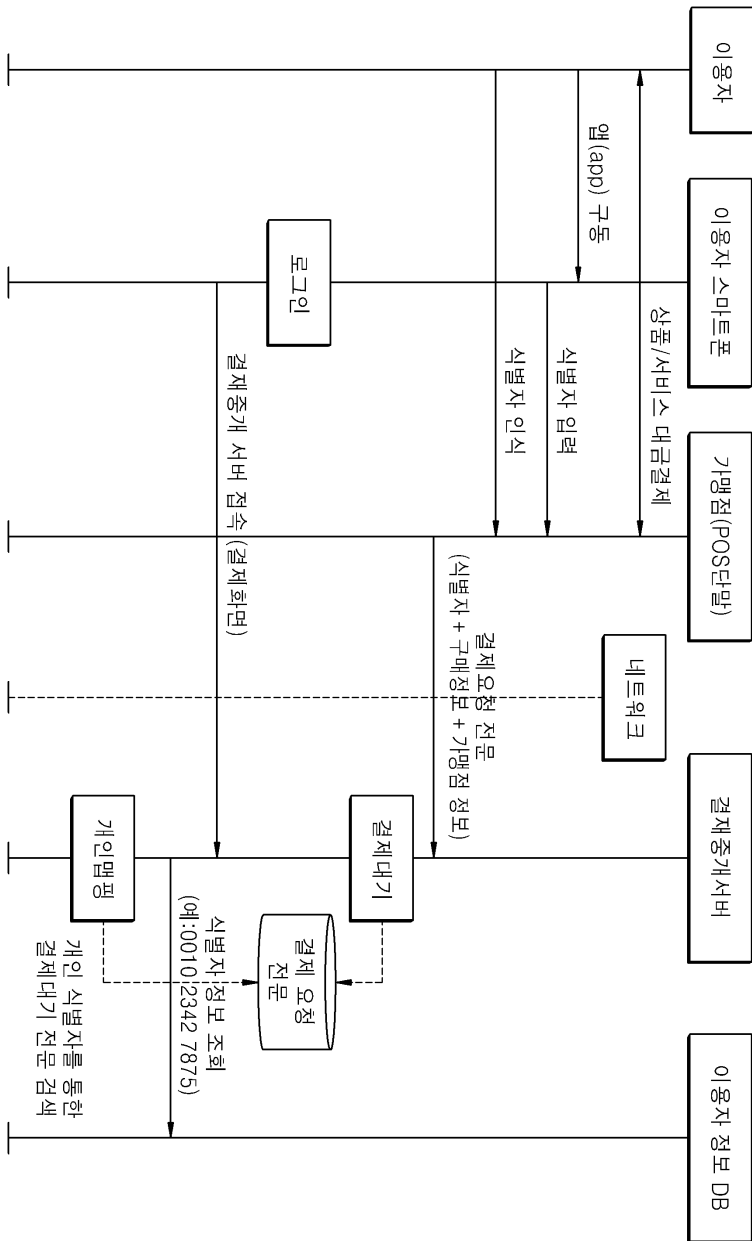 이용자
이용자 스마트폰
가맹점(POS단말)
네트워크
결재중개서버
이용자 정보 DB
상품/서비스 대금결제
앱(app) 구동
식별자 입력
식별자 인식
결제요청 전문
(식별자 + 구매정보 + 가맹점 정보)
결제대기
로그인
결제 요청
전문
결재중개 서버 접속 (결제화면)
식별자 정보 조회
(예:0010 2342 7875)
개인맵핑
개인 식별자를 통한
결제대기 전문 검색